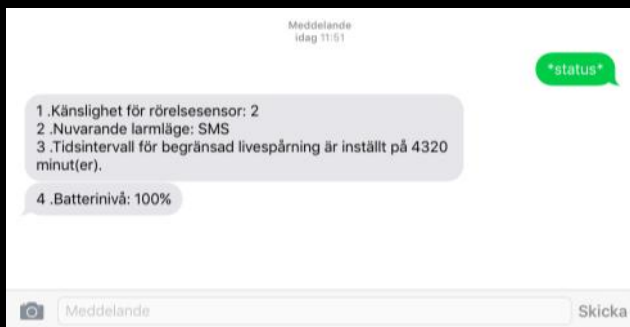 Meddelande
idag 11:51
*status*
1 .Känslighet för rörelsesensor: 2
2 .Nuvarande larmläge: SMS
3 .Tidsintervall för begränsad livespårning är inställt på 4320
minut(er).
4 .Batterinivå: 100%
Meddelande
Skicka